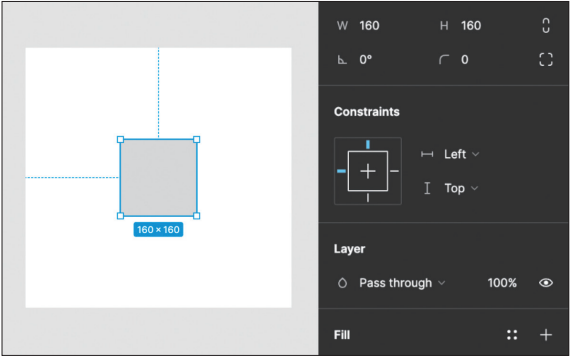 W 160 H 160
0° 0
Constraints
Left
Top
160 × 160
Layer
Pass through 100%
Fill